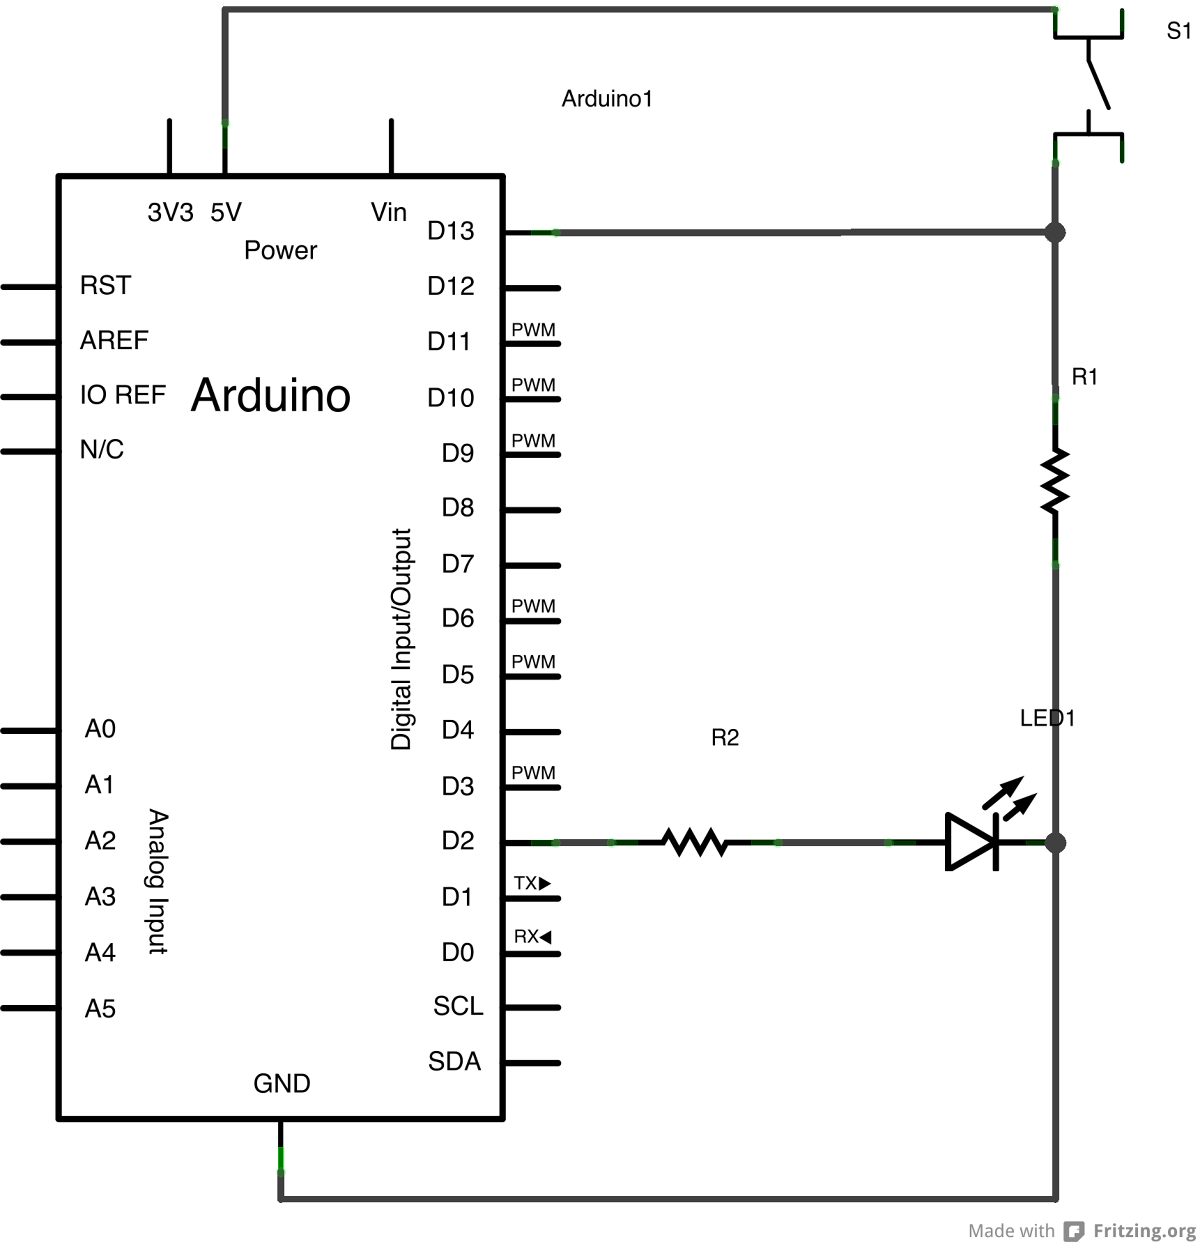 S1
Arduino1
3V3 5V Vin
Power
D13
RST
D12
AREF
D11 PWM
IO REF
Arduino
D10 PWM
N/C
D9 PWM
D8
D7
D6 PWM
D5 PWM
Digital Input/Output
R1
LED1
R2
A0
D4
A1
D3 PWM
A2
D2
A3
D1 TX
A4
D0 RX
A5
Analog Input
SCL
SDA
GND
Made with Fritzing.org